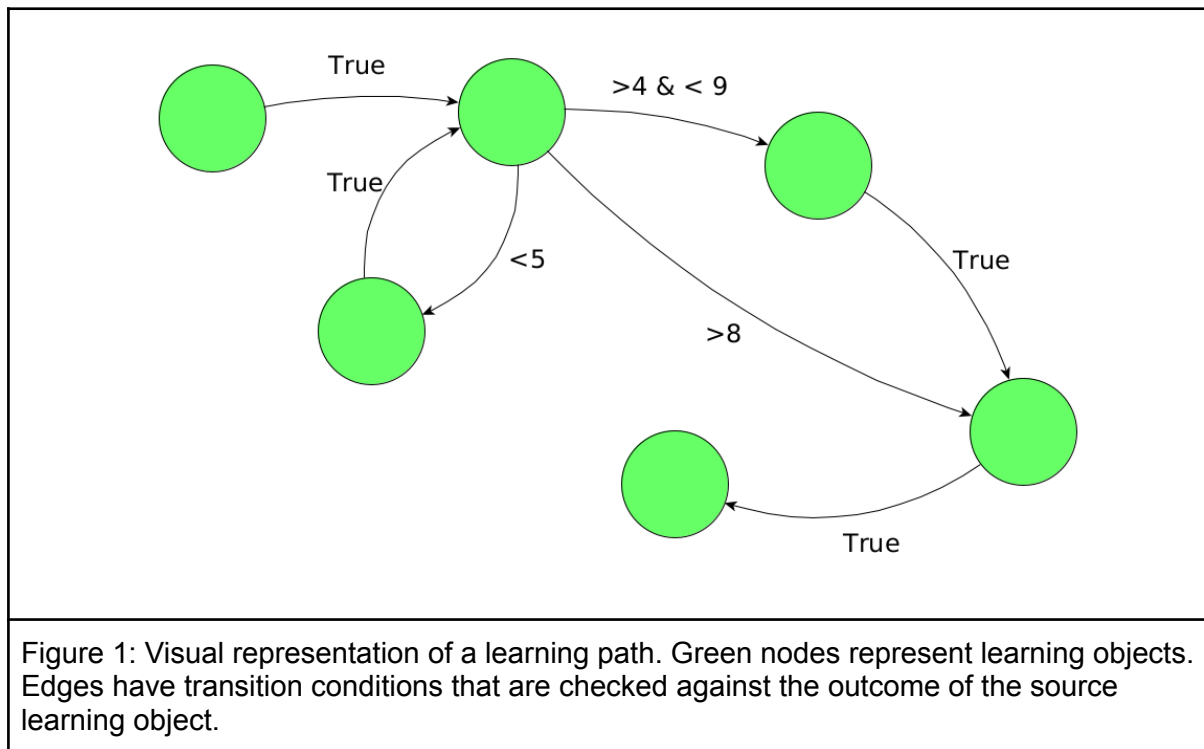 True
>4 & < 9
True
<5
True
>8
True
Figure 1: Visual representation of a learning path. Green nodes represent learning objects.
Edges have transition conditions that are checked against the outcome of the source
learning object.